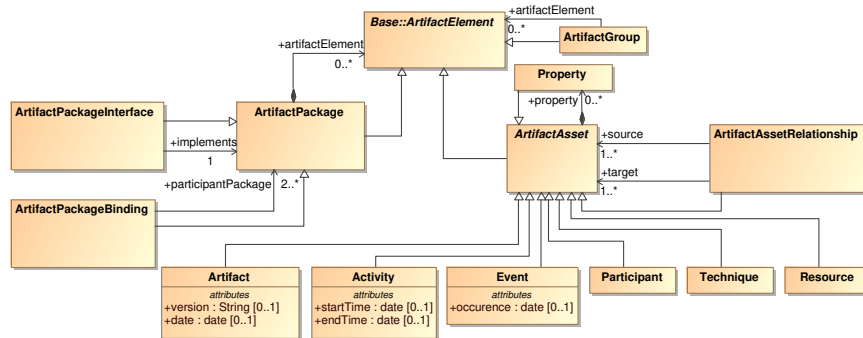 +artifactElement
0..*
Base::ArtifactElement
ArtifactGroup
+artifactElement
0..*
Property
+property
0..*
ArtifactPackageInterface
ArtifactPackage
+implements
1
ArtifactAsset
+source
1..*
ArtifactAssetRelationship
+target
1..*
+participantPackage
2..*
ArtifactPackageBinding
Artifact
attributes
+version : String [0..1]
+date : date [0..1]
Activity
attributes
+startTime : date [0..1]
+endTime : date [0..1]
Event
attributes
+occurence : date [0..1]
Participant
Technique
Resource